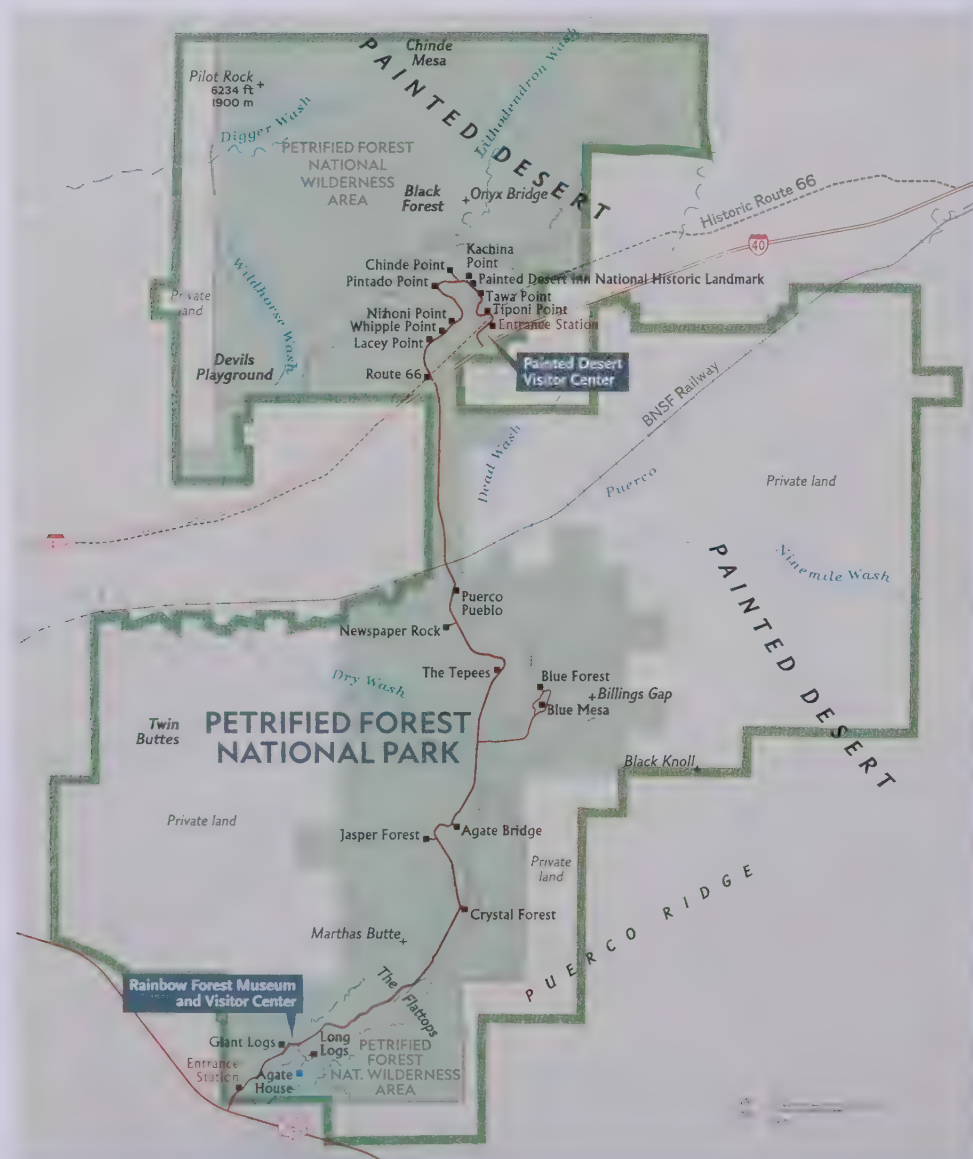 Chinde
Mesa
PAINTED DESERT
Lithodendron Wash
Pilot Rock
6234 ft
1900 m
Digger Wash
PETRIFIED FOREST
NATIONAL
WILDERNESS
AREA
Black
Forest
Onyx Bridge
Historic Route 66
40
Kachina
Point
Chinde Point
Painted Desert Inn National Historic Landmark
Pintado Point
Wildhorse Wash
Private
land
Tawa Point
Tiponi Point
Nizhoni Point
Whipple Point
Entrance Station
Lacey Point
Devils
Playground
Painted Desert
Visitor Center
Route 66
BNSF Railway
Dead Wash
Puerco
Private land
Ninemile Wash
PAINTED DESERT
Puerco
Pueblo
Newspaper Rock
The Tepees
Dry Wash
Blue Forest
Billings Gap
Blue Mesa
Twin
Buttes
PETRIFIED FOREST
NATIONAL PARK
Black Knoll
Private land
Jasper Forest
Agate Bridge
Private
land
PUERCO RIDGE
Crystal Forest
Marthas Butte
The Flattops
Rainbow Forest Museum
and Visitor Center
Giant Logs
Long
Logs
Entrance
Station
Agate
House
PETRIFIED
FOREST
NAT. WILDERNESS
AREA